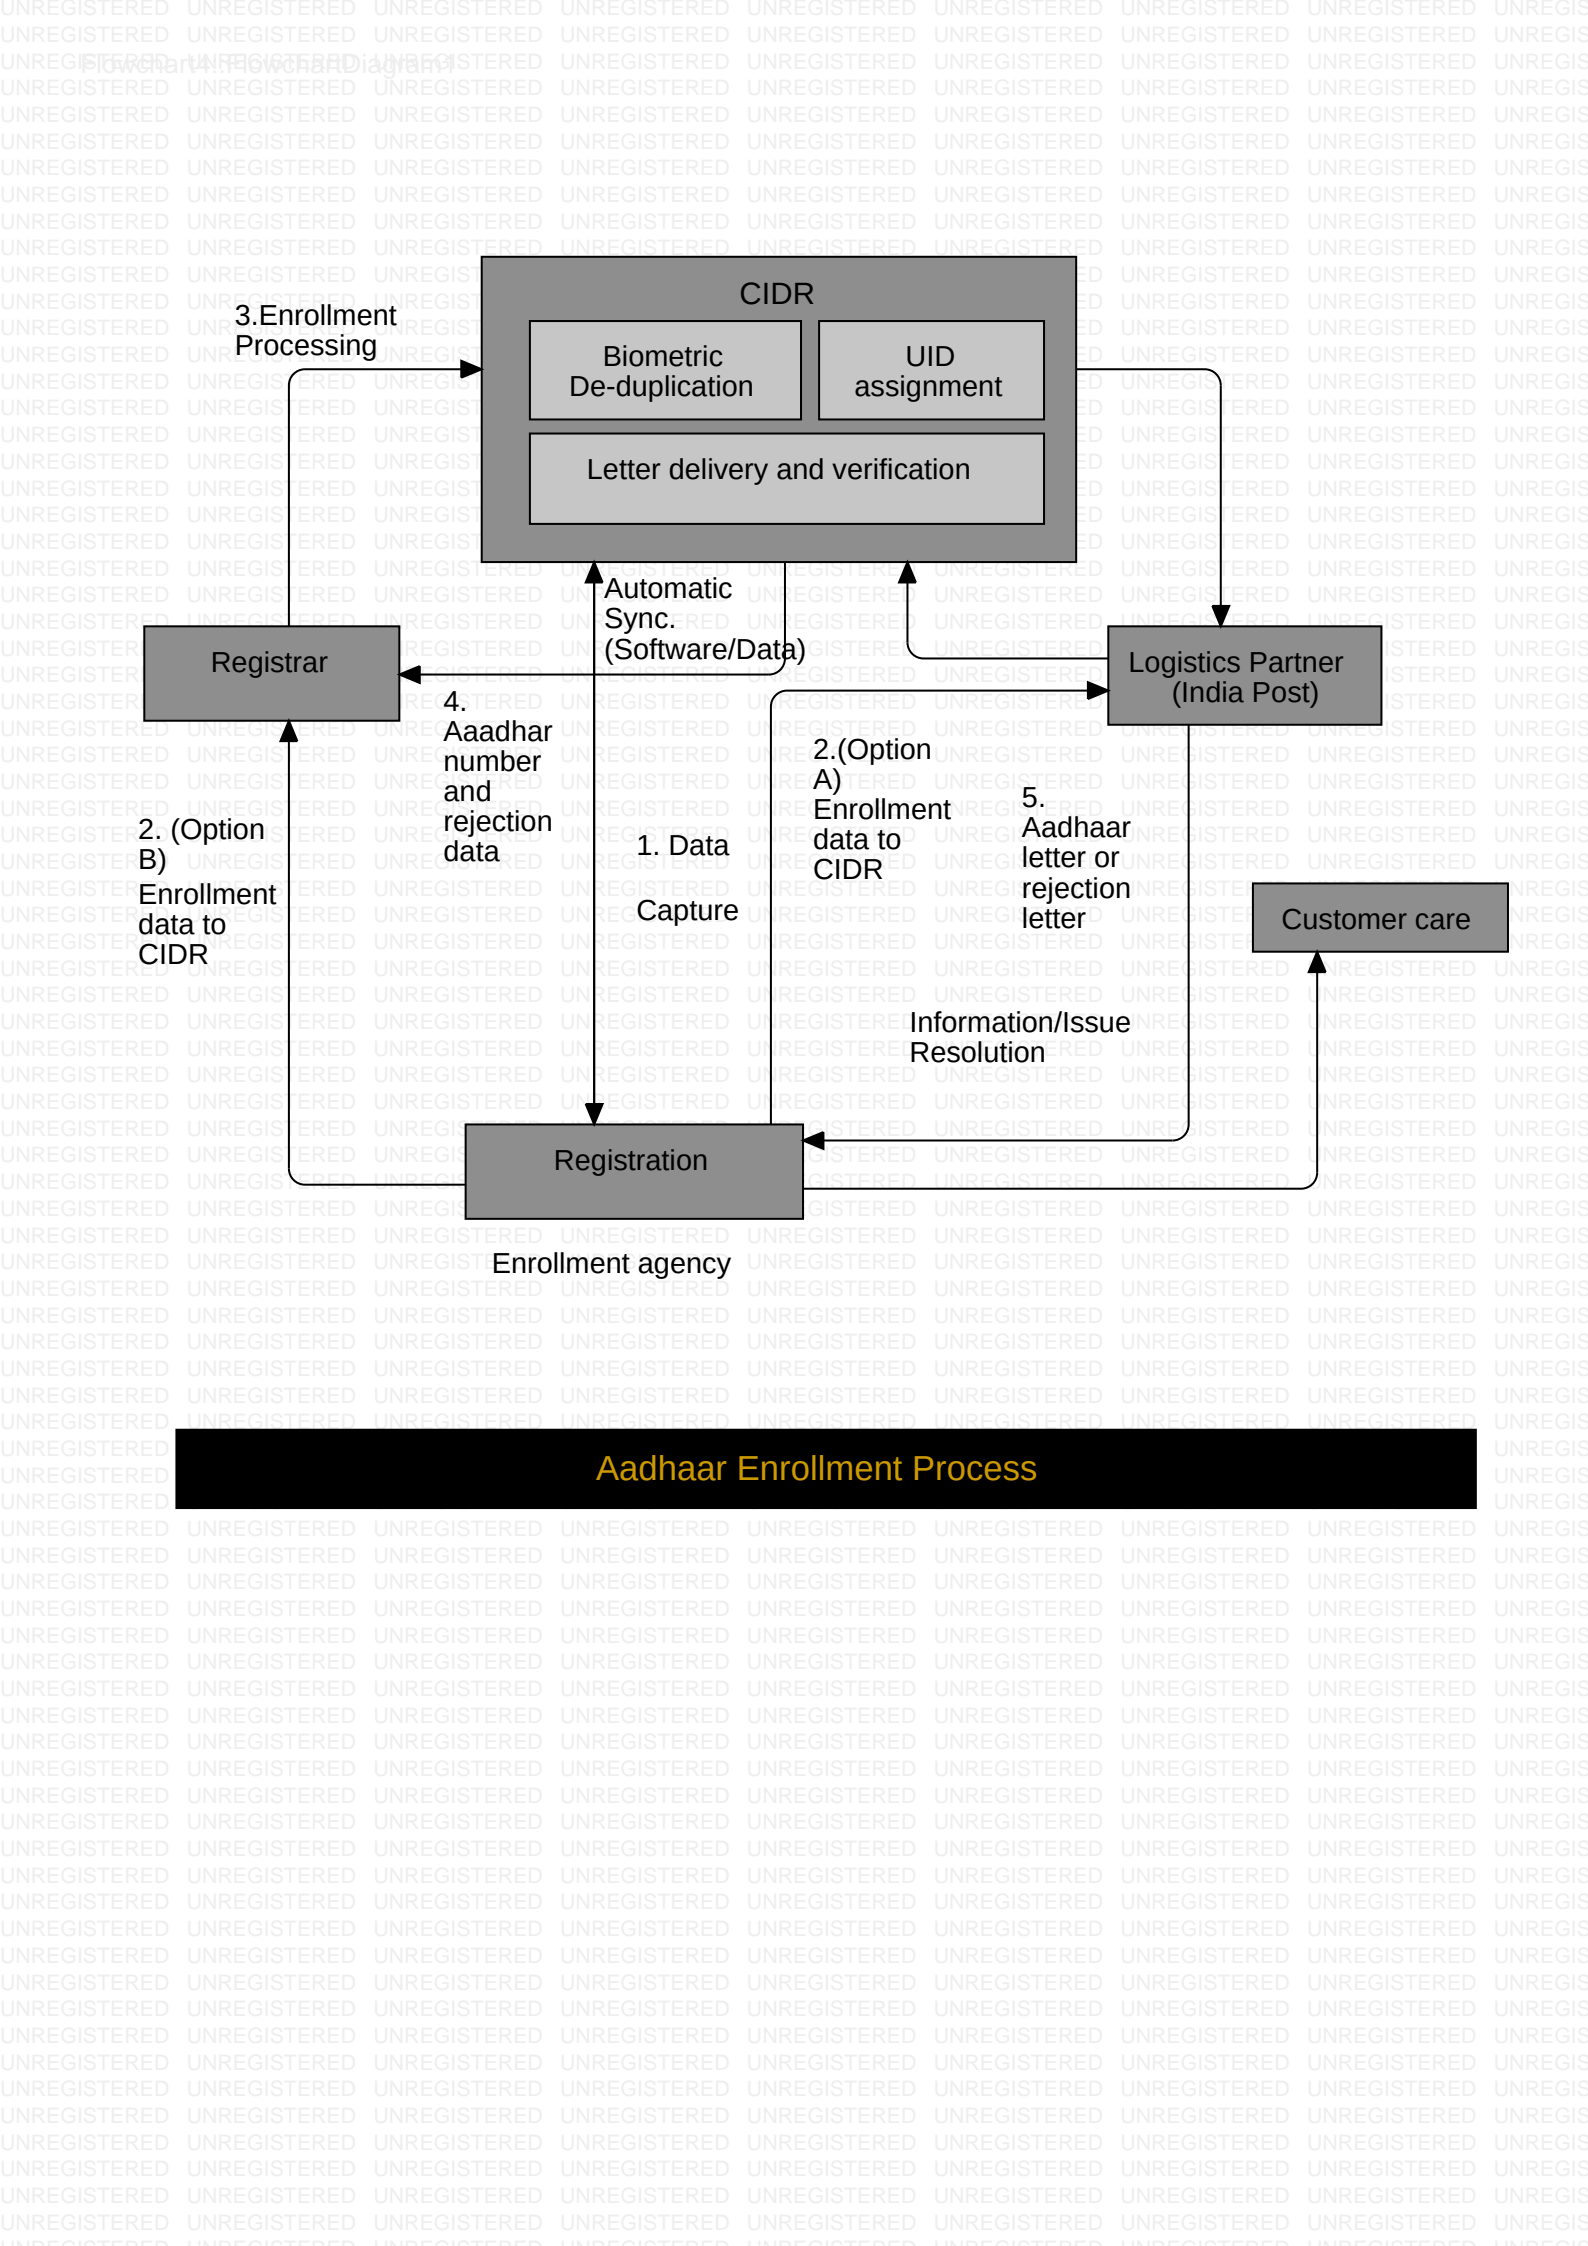 Flowchart4::FlowchartDiagram1
CIDR
3.Enrollment
Processing
Biometric
De-duplication
UID
assignment
Letter delivery and verification
Automatic
Sync.
(Software/Data)
Registrar
Logistics Partner
(India Post)
4.
Aaadhar
number
and
rejection
data
2.(Option
A)
Enrollment
data to
CIDR
5.
Aadhaar
letter or
rejection
letter
2. (Option
B)
Enrollment
data to
CIDR
1. Data
Capture
Customer care
Information/Issue
Resolution
Registration
Enrollment agency
Aadhaar Enrollment Process
UNREGISTERED